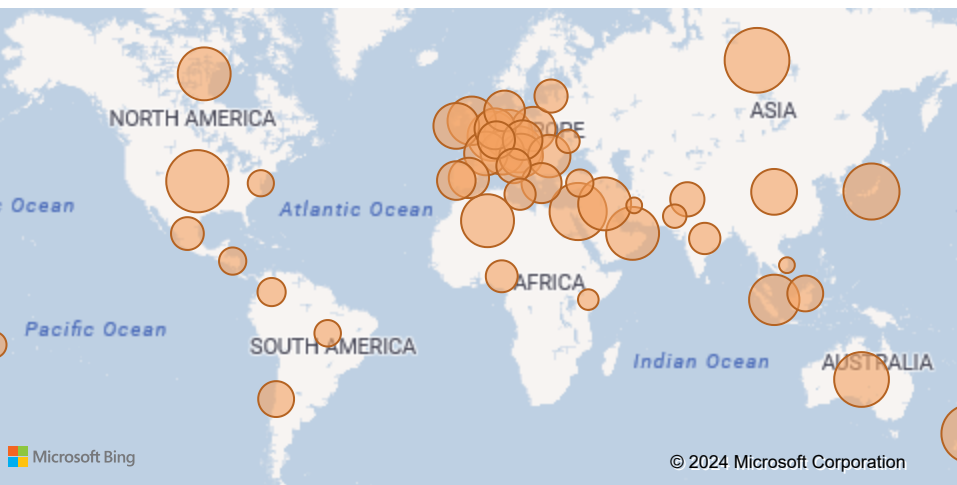 ASIA
NORTH AMERICA
Ocean
Atlantic Ocean
AFRICA
Pacific Ocean
SOUTH AMERICA
Indian Ocean
AUSTRALIA
Microsoft Bing
© 2024 Microsoft Corporation